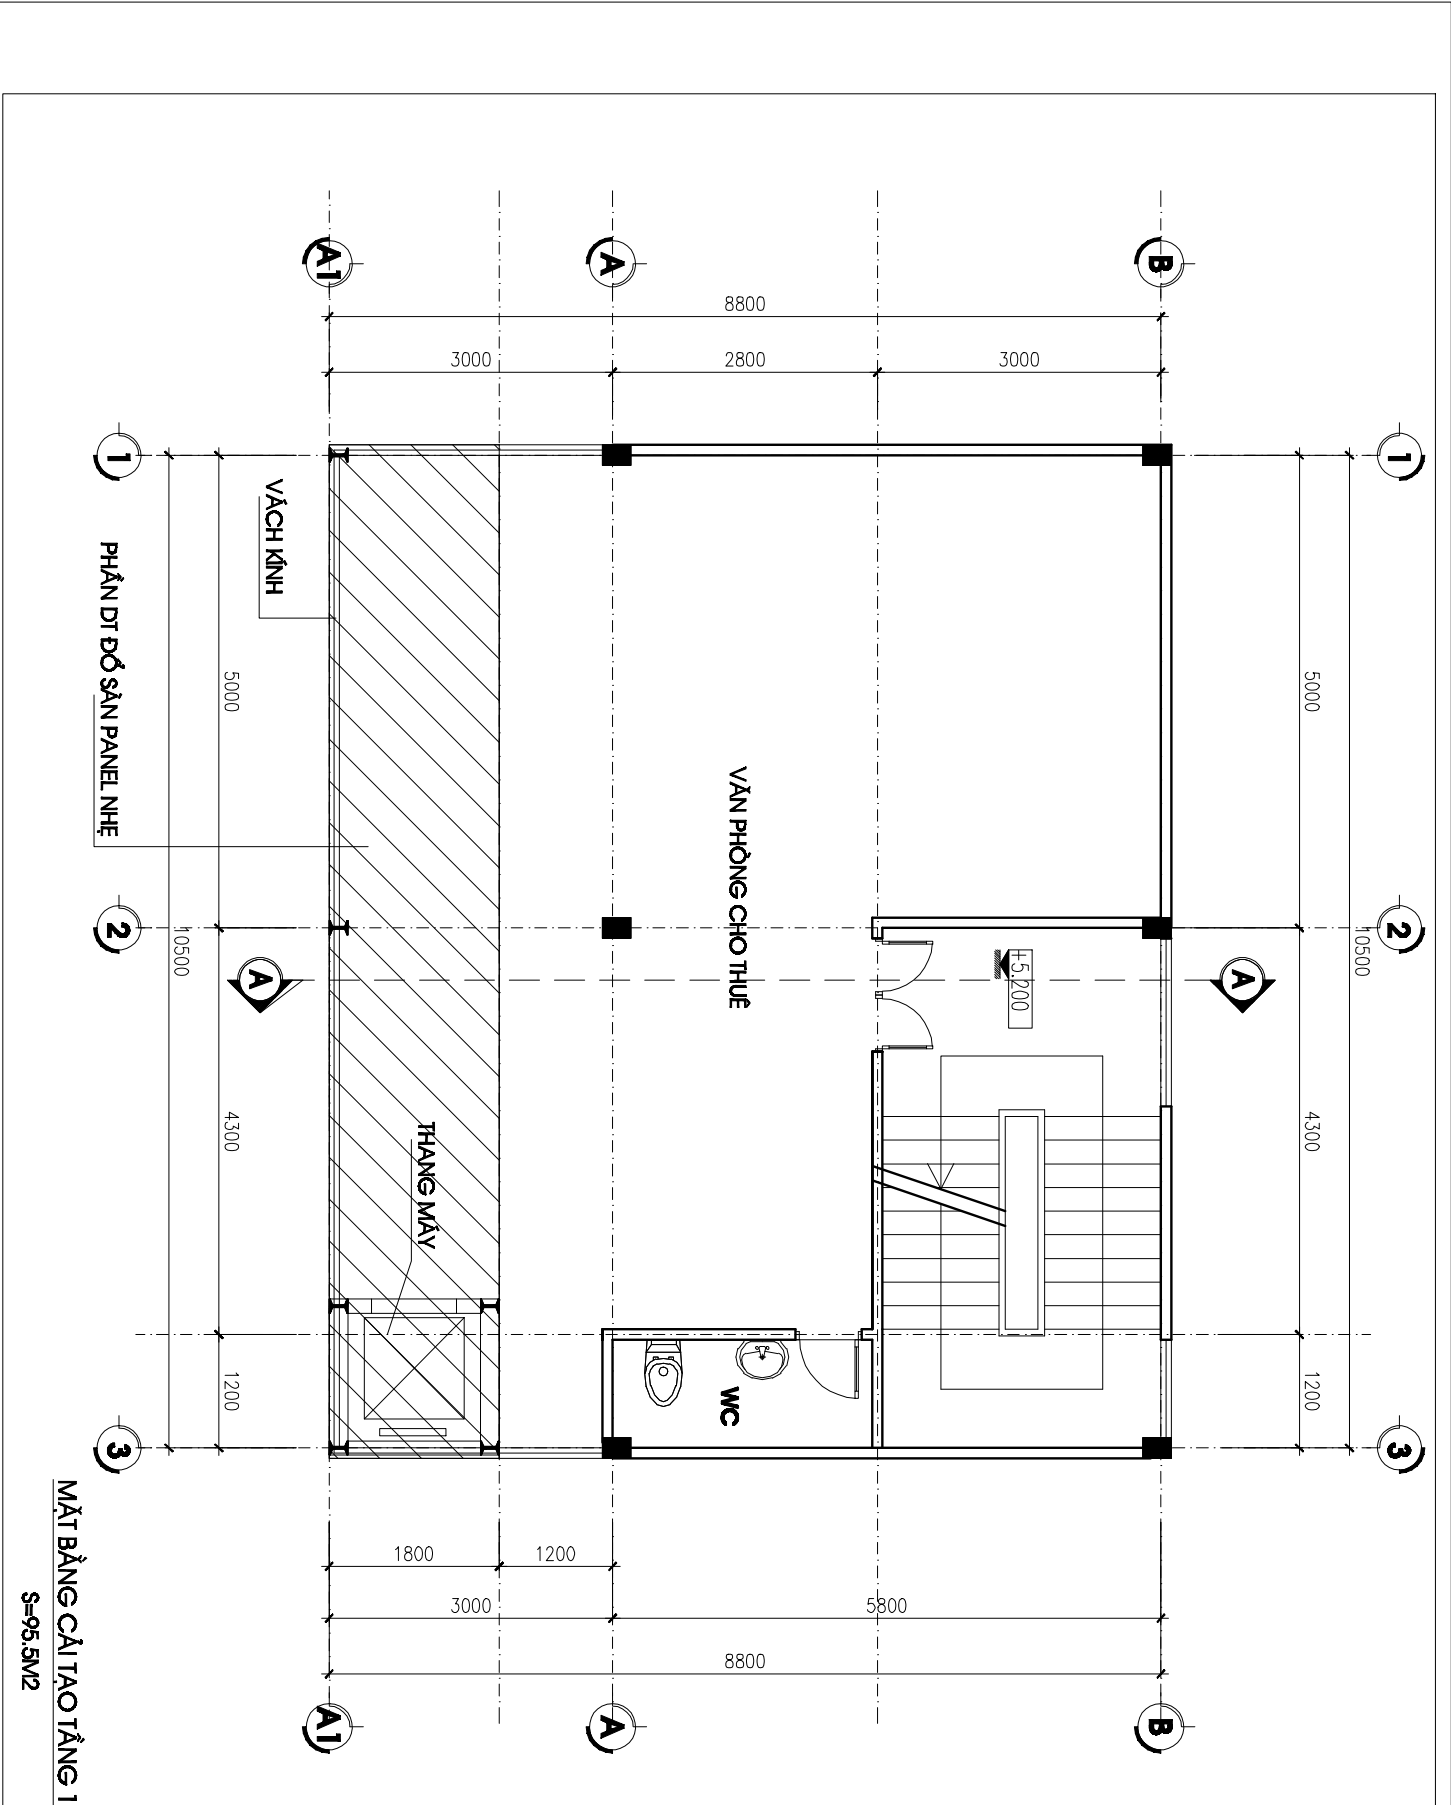 1
2
3
10500
5000
4300
1200
+5.200
B
8800
3000
2800
3000
A
A1
VĂN PHÒNG CHO THUÊ
WC
THANG MÁY
VÁCH KÍNH
PHẦN DT ĐỔ SÀN PANEL NHẸ
A
A
5000
4300
1200
10500
1
2
3
1800
1200
3000
5800
8800
B
A
A1
MẶT BẰNG CẢI TẠO TẦNG 1
S=95.5M2